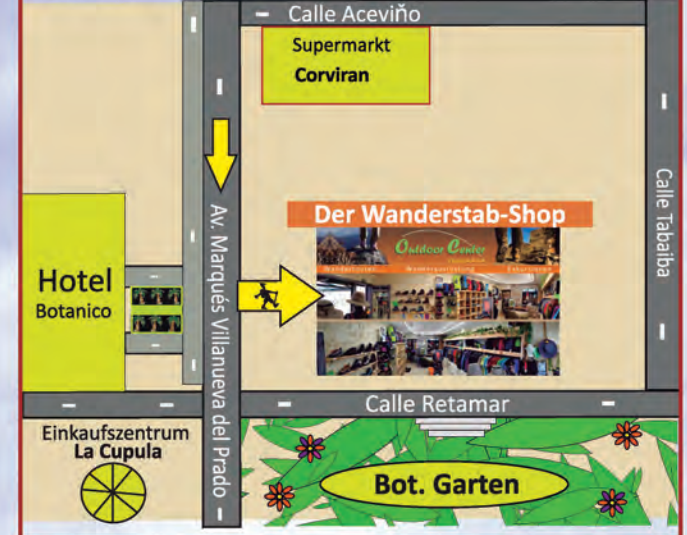 Calle Aceviño
Supermarkt
Corviran
Calle Tabaiba
Av. Marqués Villanueva del Prado
Der Wanderstab-Shop
Outdoor Center
Hotel
Botanico
Calle Retamar
Einkaufszentrum
La Cupula
Bot. Garten